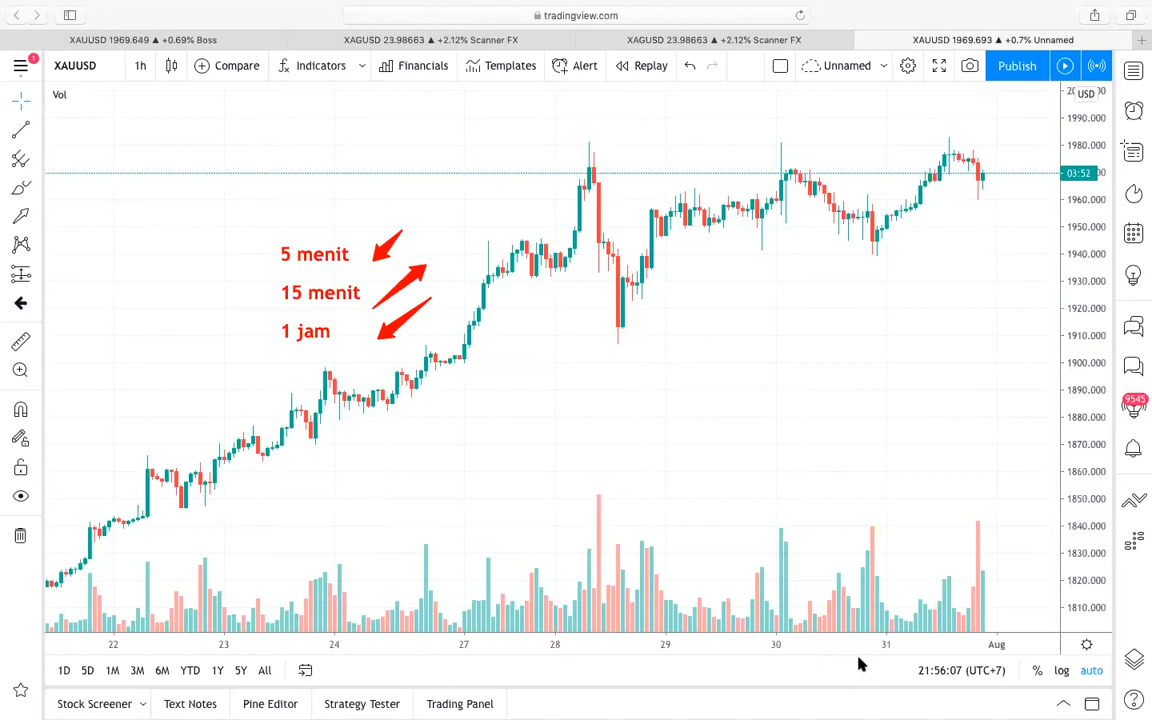 tradingview.com
XAUUSD 1969.649 ▲ +0.69% Boss
XAGUSD 23.98663 ▲ +2.12% Scanner FX
XAGUSD 23.98663 ▲ +2.12% Scanner FX
XAUUSD 1969.693 ▲ +0.7% Unnamed
1
XAUUSD
1h
Compare
Indicators
Financials
Templates
Alert
Replay
Unnamed
Publish
Vol
USD
1990.000
1980.000
03:52
1960.000
1950.000
1940.000
1930.000
1920.000
1910.000
1900.000
1890.000
1880.000
1870.000
1860.000
1850.000
1840.000
1830.000
1820.000
1810.000
5 menit
15 menit
1 jam
9545
22 23 24 27 28 29 30 31 Aug
1D 5D 1M 3M 6M YTD 1Y 5Y All
21:56:07 (UTC+7)
% log auto
Stock Screener
Text Notes
Pine Editor
Strategy Tester
Trading Panel